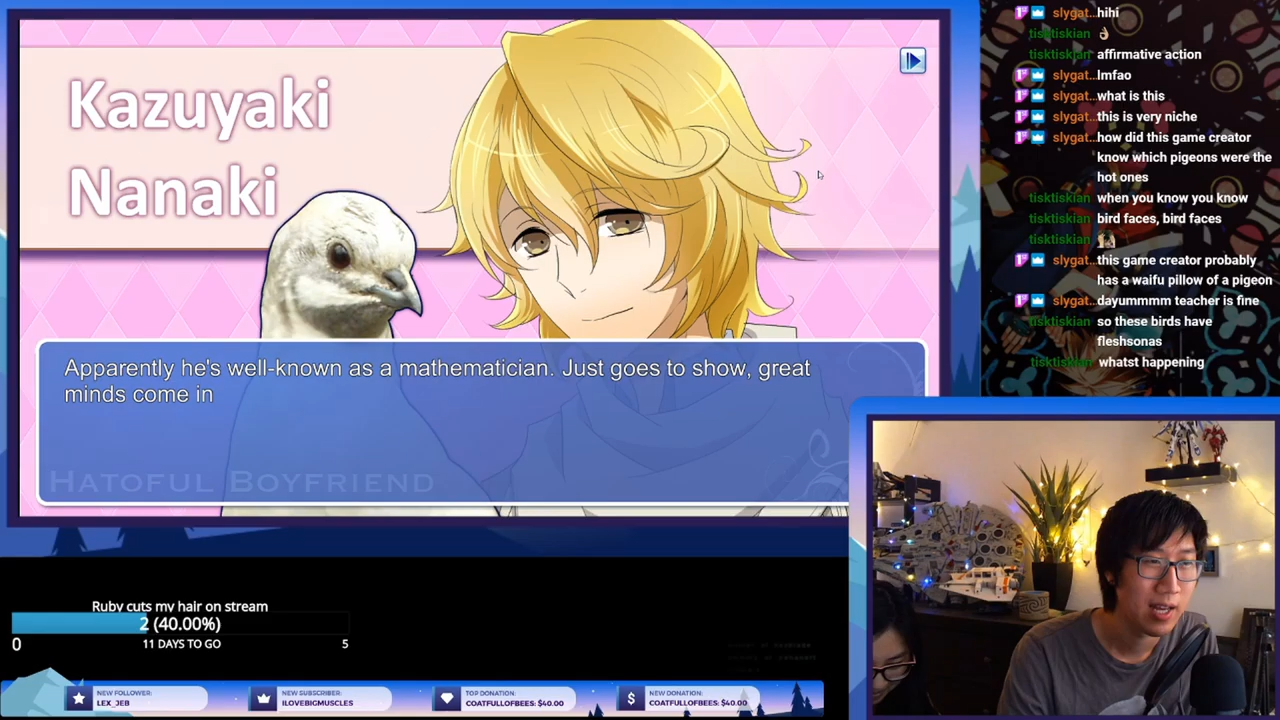 Kazuyaki
Nanaki
Apparently he's well-known as a mathematician. Just goes to show, great
minds come in
HATOFUL BOYFRIEND
slygat... hihi
tisktiskian 👌🏼
tisktiskian affirmative action
slygat... lmfao
slygat... what is this
slygat... this is very niche
slygat... how did this game creator
know which pigeons were the
hot ones
tisktiskian when you know you know
tisktiskian bird faces, bird faces
tisktiskian
slygat... this game creator probably
has a waifu pillow of a pigeon
slygat... dayummmm teacher is fine
tisktiskian so these birds have
fleshsonas
tisktiskian whatst happening
Ruby cuts my hair on stream
2 (40.00%)
0 11 DAYS TO GO 5
NEW FOLLOWER:
LEX_JEB
NEW SUBSCRIBER:
ILOVEBIGMUSCLES
TOP DONATION:
COATFULLOFBEES: $40.00
$ NEW DONATION:
COATFULLOFBEES: $40.00